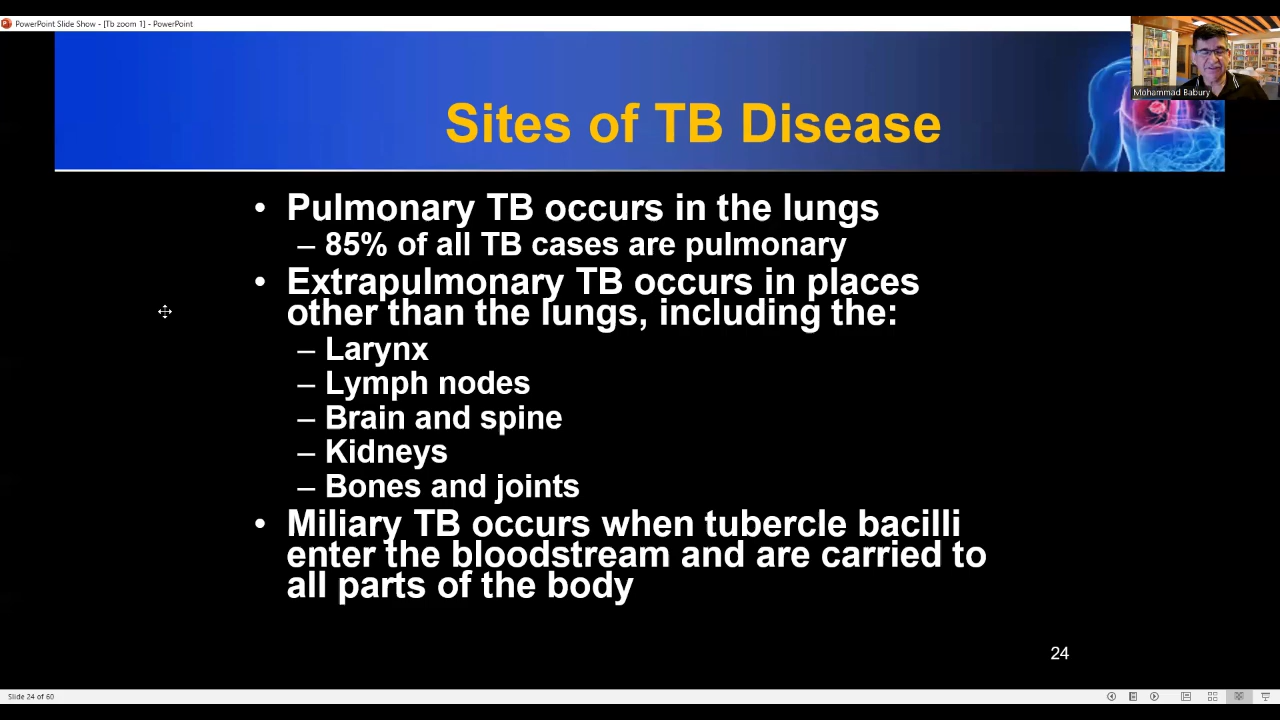 PowerPoint Slide Show - [Tb zoom 1] - PowerPoint
Mohammad Babury
Sites of TB Disease
• Pulmonary TB occurs in the lungs
– 85% of all TB cases are pulmonary
• Extrapulmonary TB occurs in places
other than the lungs, including the:
– Larynx
– Lymph nodes
– Brain and spine
– Kidneys
– Bones and joints
• Miliary TB occurs when tubercle bacilli
enter the bloodstream and are carried to
all parts of the body
24
Slide 24 of 60